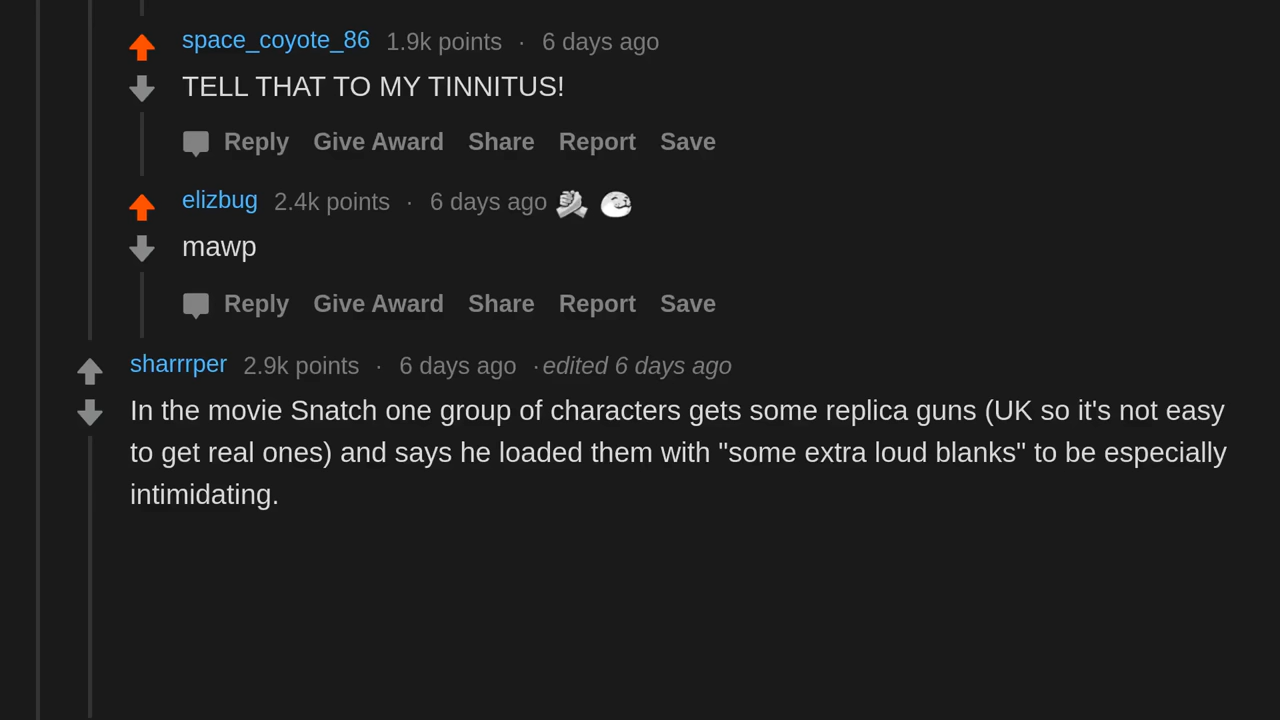 space_coyote_86 1.9k points · 6 days ago
TELL THAT TO MY TINNITUS!
Reply Give Award Share Report Save
elizbug 2.4k points · 6 days ago
mawp
Reply Give Award Share Report Save
sharrrper 2.9k points · 6 days ago · edited 6 days ago
In the movie Snatch one group of characters gets some replica guns (UK so it's not easy
to get real ones) and says he loaded them with "some extra loud blanks" to be especially
intimidating.